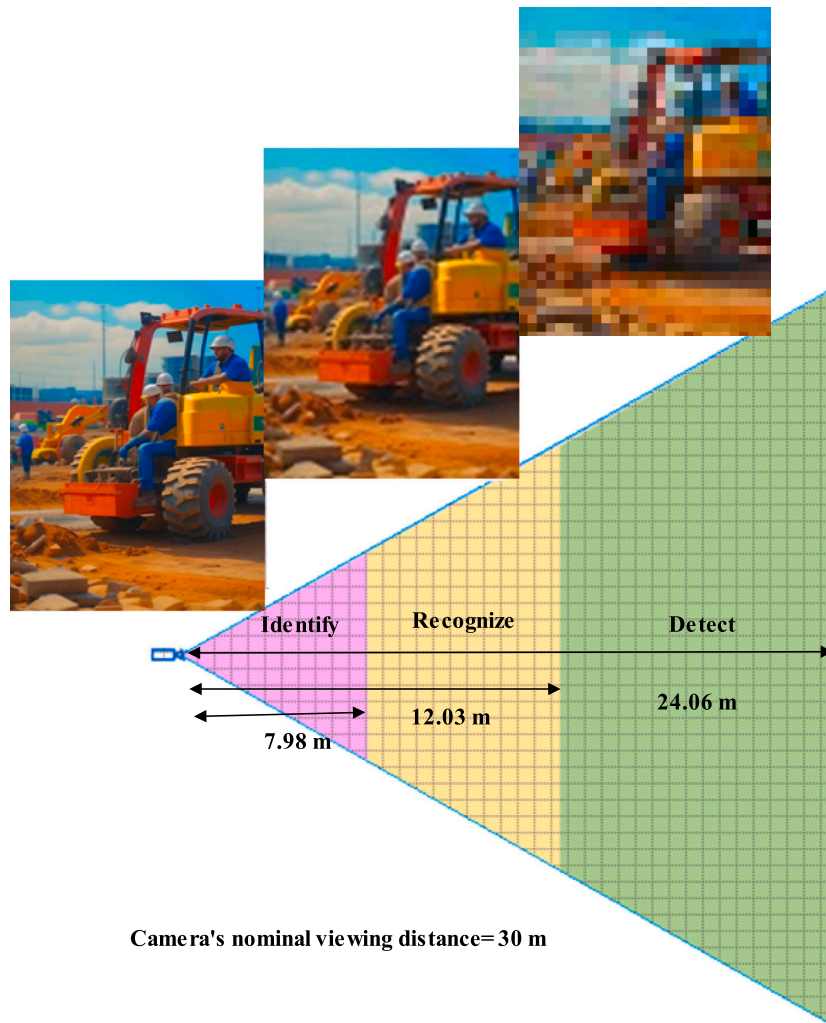 Identify
Recognize
Detect
24.06 m
12.03 m
7.98 m
Camera's nominal viewing distance= 30 m